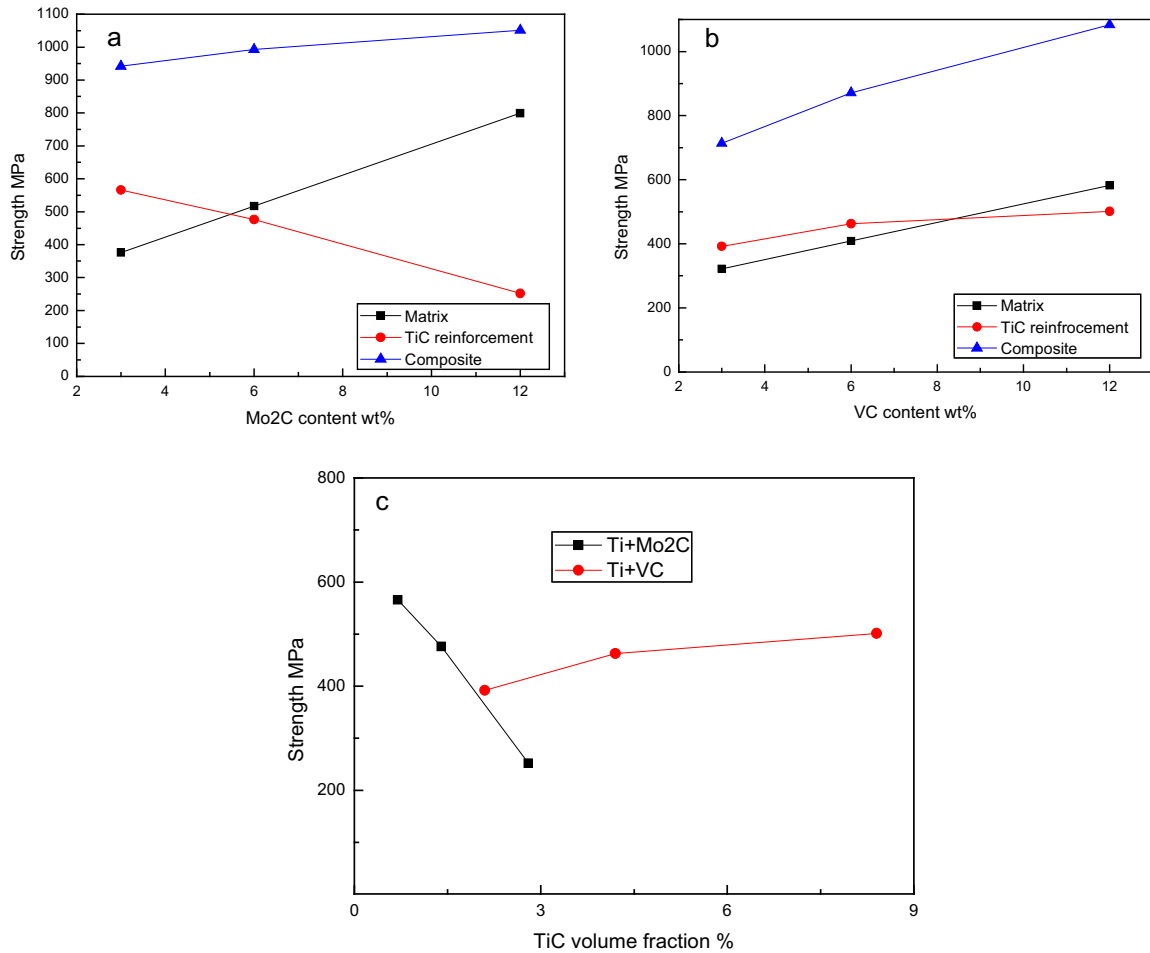 a
1100
1000
900
800
700
600
500
400
300
200
100
0
Strength MPa
2 4 6 8 10 12
Mo2C content wt%
Matrix
TiC reinforcement
Composite
b
1000
800
600
400
200
0
Strength MPa
2 4 6 8 10 12
VC content wt%
Matrix
TiC reinfrocement
Composite
c
800
600
400
200
Strength MPa
0 3 6 9
TiC volume fraction %
Ti+Mo2C
Ti+VC